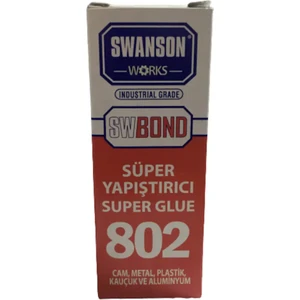 SWANSON®
WORKS
INDUSTRIAL GRADE
SWBOND
SÜPER
YAPIŞTIRICI
SUPER GLUE
802
CAM, METAL, PLASTİK,
KAUÇUK VE ALUMİNYUM